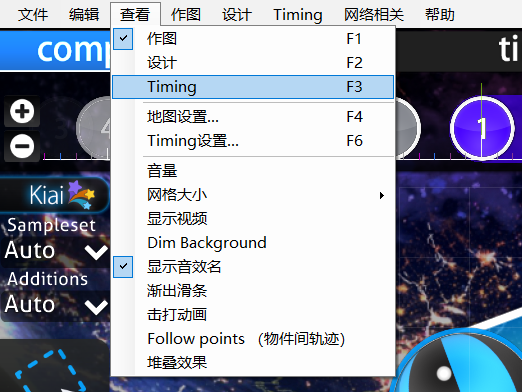 文件 编辑 查看 作图 设计 Timing 网络相关 帮助
comp
ti
作图 F1
设计 F2
Timing F3
地图设置... F4
Timing设置... F6
音量
网格大小
显示视频
Dim Background
显示音效名
渐出滑条
击打动画
Follow points （物件间轨迹）
堆叠效果
4
1
Kiai
Sampleset
Auto
Additions
Auto